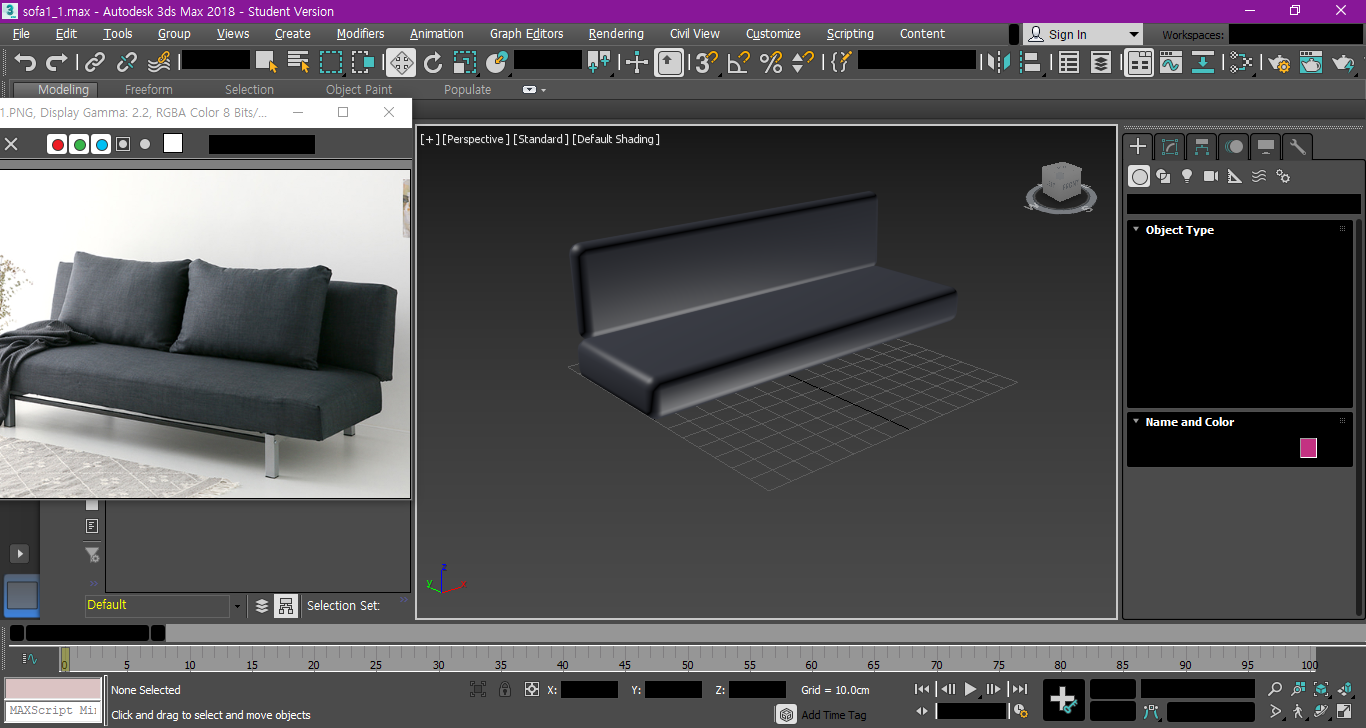 sofa1_1.max - Autodesk 3ds Max 2018 - Student Version
File Edit Tools Group Views Create Modifiers Animation Graph Editors Rendering Civil View Customize Scripting Content Sign In Workspaces:
Modeling Freeform Selection Object Paint Populate
1.PNG, Display Gamma: 2.2, RGBA Color 8 Bits/...
[+] [Perspective ] [Standard ] [Default Shading ]
Object Type
Name and Color
Default
Selection Set:
0 5 10 15 20 25 30 35 40 45 50 55 60 65 70 75 80 85 90 95 100
None Selected
X: Y: Z: Grid = 10.0cm
MAXScript Mi
Click and drag to select and move objects
Add Time Tag